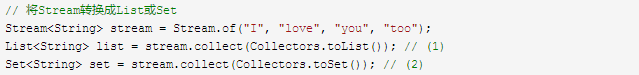 // 将Stream转换成List或Set
Stream<String> stream = Stream.of("I", "love", "you", "too");
List<String> list = stream.collect(Collectors.toList()); // (1)
Set<String> set = stream.collect(Collectors.toSet()); // (2)